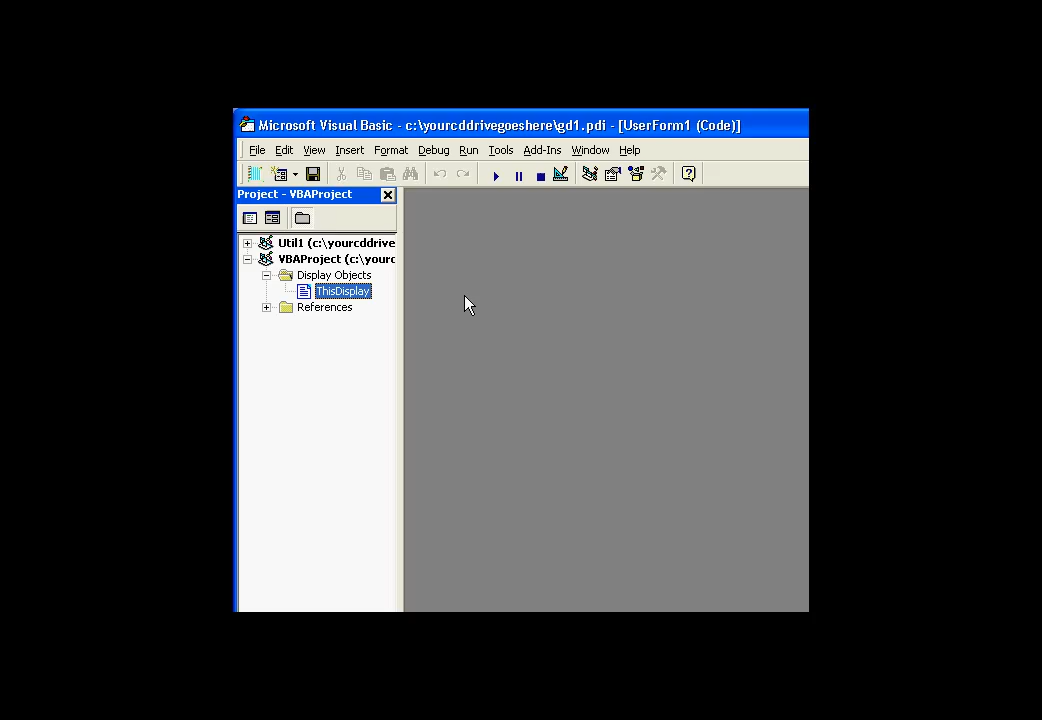 Microsoft Visual Basic - c:\yourcddrivegoeshere\gd1.pdi - [UserForm1 (Code)]
File Edit View Insert Format Debug Run Tools Add-Ins Window Help
Project - VBAProject
Util1 (c:\yourcddrive
VBAProject (c:\yourc
Display Objects
ThisDisplay
References